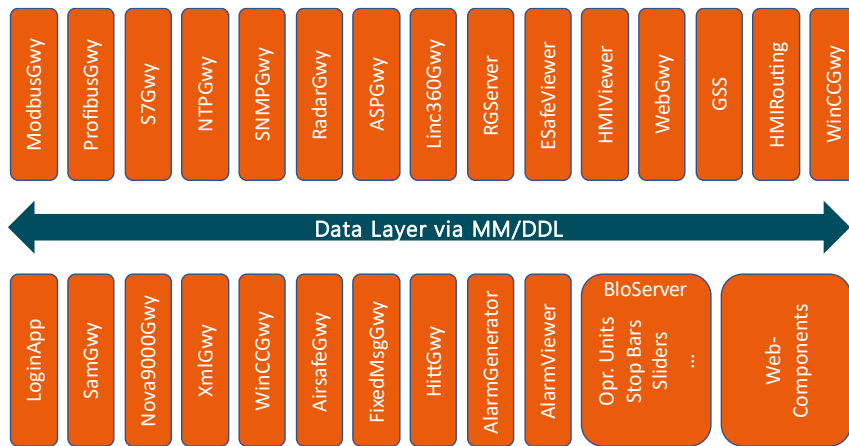 ModbusGwy
ProfibusGwy
S7Gwy
NTPGwy
SNMPGwy
RadarGwy
ASPGwy
Linc360Gwy
RGServer
ESafeViewer
HMIViewer
WebGwy
GSS
HMIRouting
WinCCGwy
Data Layer via MM/DDL
LoginApp
SamGwy
Nova9000Gwy
XmlGwy
WinCCGwy
AirsafeGwy
FixedMsgGwy
HittGwy
AlarmGenerator
AlarmViewer
BloServer
Opr. Units
Stop Bars
Sliders
...
Web-
Components